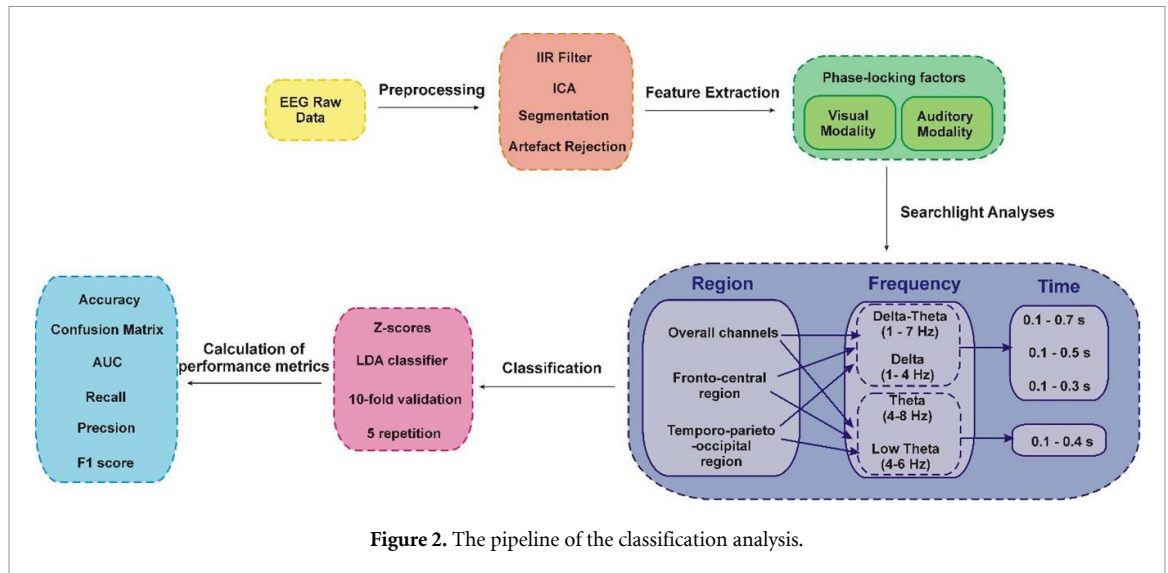 EEG Raw
Data
Preprocessing
IIR Filter
ICA
Segmentation
Artefact Rejection
Feature Extraction
Phase-locking factors
Visual
Modality
Auditory
Modality
Searchlight Analyses
Region
Overall channels
Fronto-central
region
Temporo-parieto
-occipital
region
Frequency
Delta-Theta
(1 - 7 Hz)
Delta
(1- 4 Hz)
Theta
(4-8 Hz)
Low Theta
(4-6 Hz)
Time
0.1 - 0.7 s
0.1 - 0.5 s
0.1 - 0.3 s
0.1 - 0.4 s
Classification
Z-scores
LDA classifier
10-fold validation
5 repetition
Calculation of
performance metrics
Accuracy
Confusion Matrix
AUC
Recall
Precsion
F1 score
Figure 2. The pipeline of the classification analysis.